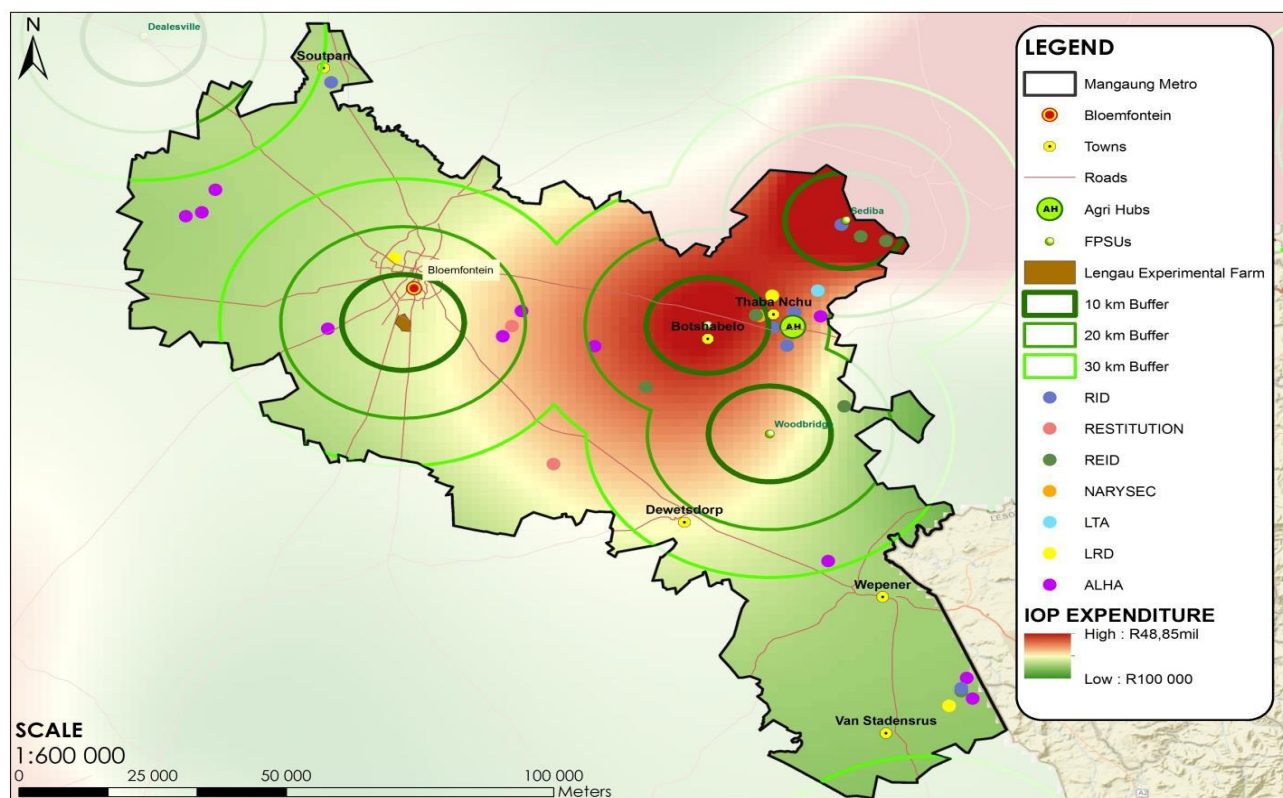 N
Dealesville
Soutpan
Bloemfontein
Sediba
Thaba Nchu
Botshabelo
AH
Woodbridge
Dewetsdorp
Wepener
Van Stadensrus
SCALE
1:600 000
0 25 000 50 000 100 000
Meters
LEGEND
Mangaung Metro
Bloemfontein
Towns
Roads
AH
Agri Hubs
FPSUs
Lengau Experimental Farm
10 km Buffer
20 km Buffer
30 km Buffer
RID
RESTITUTION
REID
NARYSEC
LTA
LRD
ALHA
IOP EXPENDITURE
High : R48,85mil
Low : R100 000